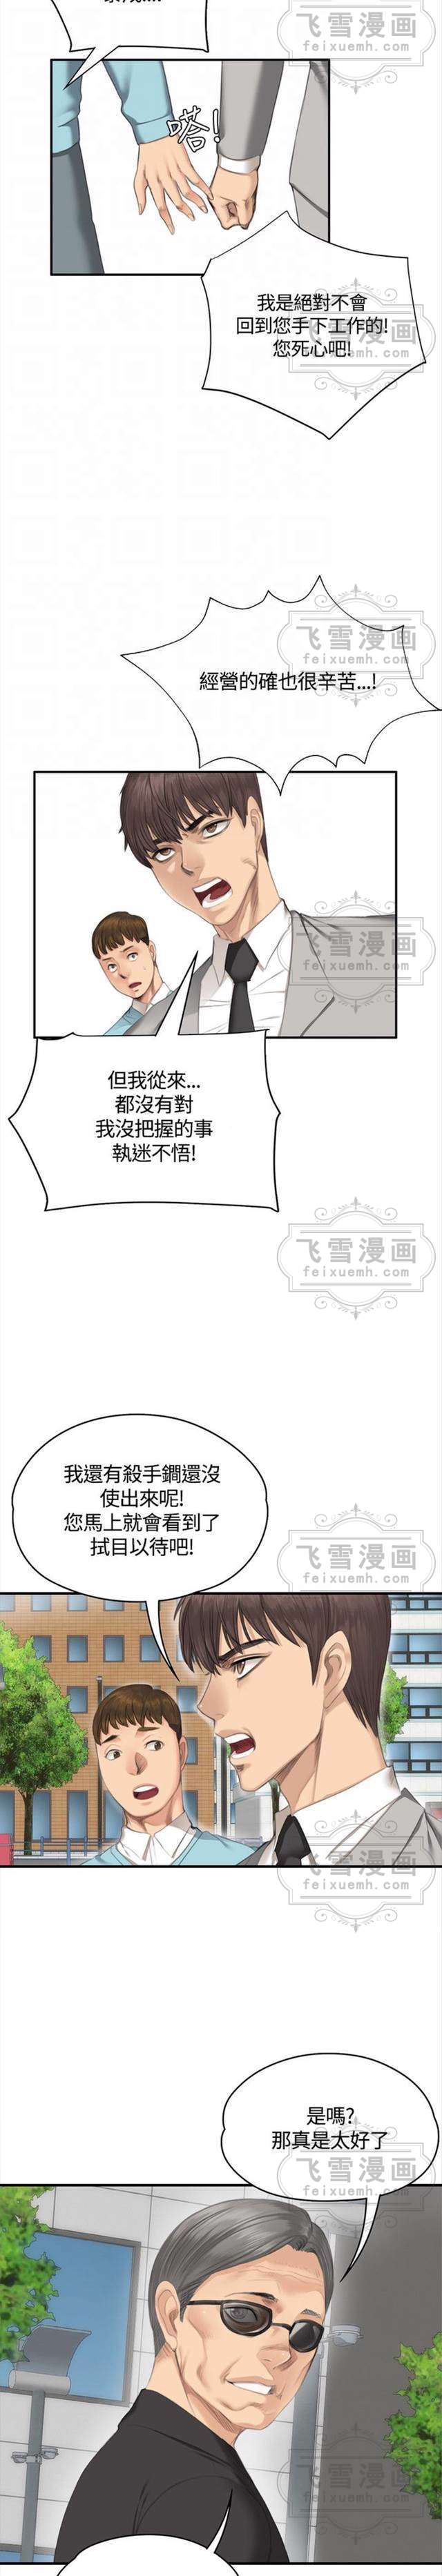 飞雪漫画
feixuemh.com
嗒!
我是絕對不會
回到您手下工作的!
您死心吧!
飞雪漫画
feixuemh.com
經營的確也很辛苦...!
飞雪漫画
feixuemh.com
飞雪漫画
feixuemh.com
但我從來...
都沒有對
我沒把握的事
執迷不悟!
飞雪漫画
feixuemh.com
我還有殺手鐧還沒
使出來呢!
您馬上就會看到了
拭目以待吧!
飞雪漫画
feixuemh.com
飞雪漫画
feixuemh.com
是嗎?
那真是太好了
飞雪漫画
feixuemh.com
飞雪漫画
feixuemh.com